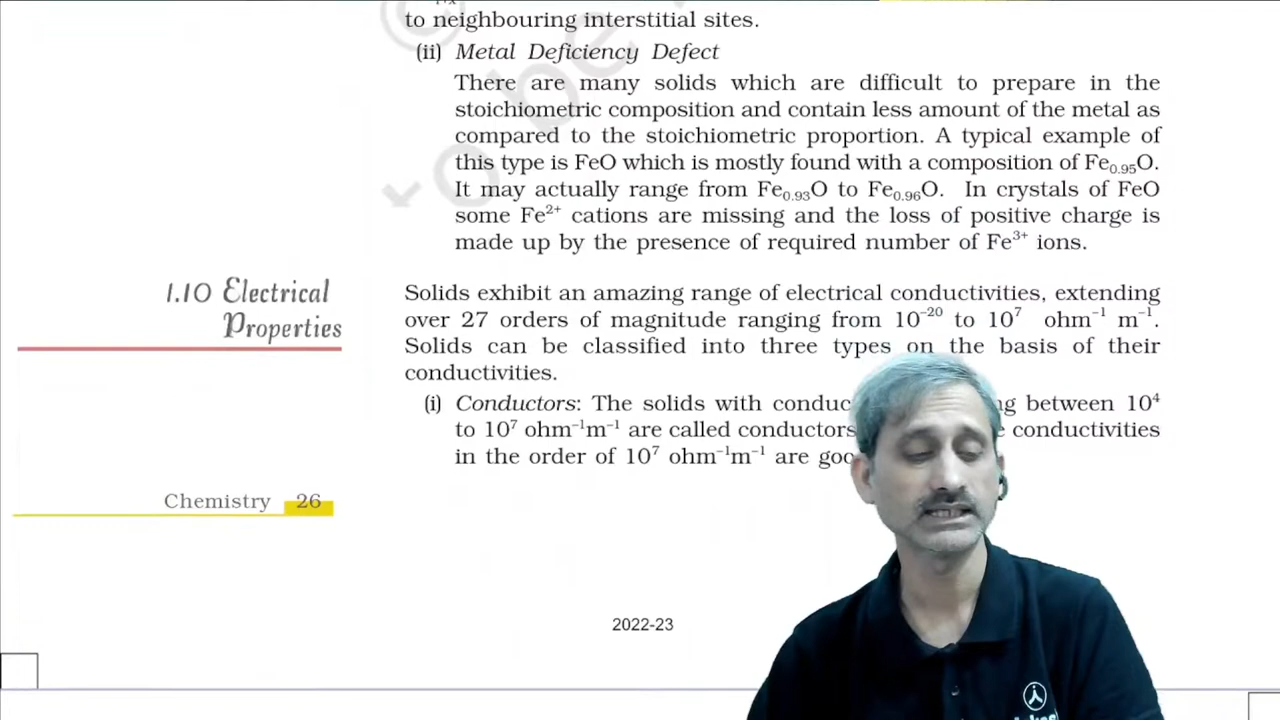 to neighbouring interstitial sites.
(ii) Metal Deficiency Defect
There are many solids which are difficult to prepare in the
stoichiometric composition and contain less amount of the metal as
compared to the stoichiometric proportion. A typical example of
this type is FeO which is mostly found with a composition of Fe₀.₉₅O.
It may actually range from Fe₀.₉₃O to Fe₀.₉₆O. In crystals of FeO
some Fe²⁺ cations are missing and the loss of positive charge is
made up by the presence of required number of Fe³⁺ ions.
1.10 Electrical
Properties
Solids exhibit an amazing range of electrical conductivities, extending
over 27 orders of magnitude ranging from 10⁻²⁰ to 10⁷ ohm⁻¹ m⁻¹.
Solids can be classified into three types on the basis of their
conductivities.
(i) Conductors: The solids with between 10⁴
to 10⁷ ohm⁻¹m⁻¹ are called conductors conductivities
in the order of 10⁷ ohm⁻¹m⁻¹ are
Chemistry 26
2022-23
to be
©